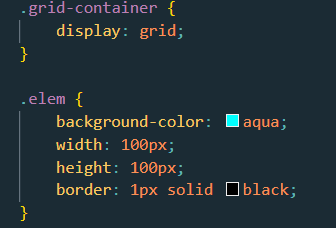 .grid-container {
    display: grid;
}

.elem {
    background-color: aqua;
    width: 100px;
    height: 100px;
    border: 1px solid black;
}